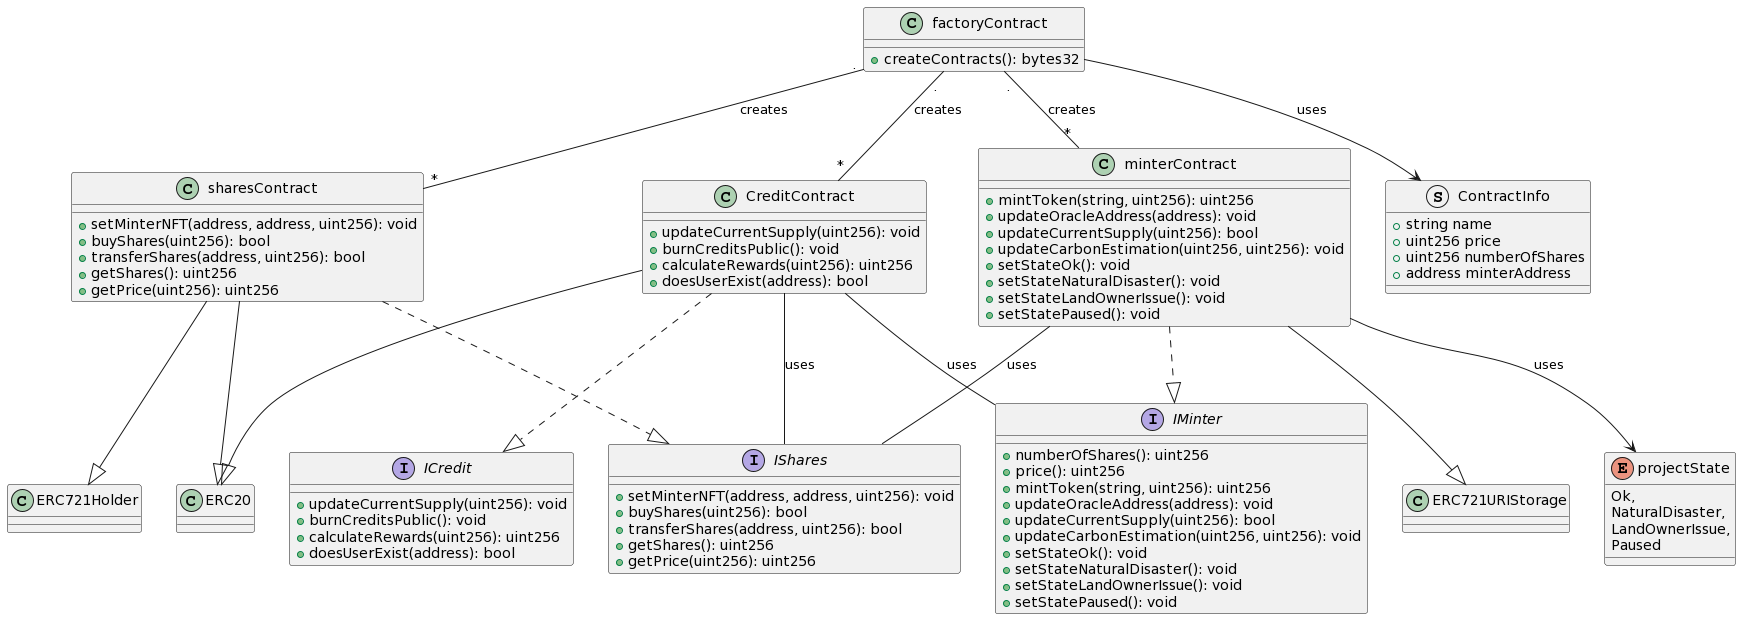 C factoryContract
createContracts(): bytes32
.
.
.
creates
creates
creates
uses
*
*
*
C sharesContract
setMinterNFT(address, address, uint256): void
buyShares(uint256): bool
transferShares(address, uint256): bool
getShares(): uint256
getPrice(uint256): uint256
C CreditContract
updateCurrentSupply(uint256): void
burnCreditsPublic(): void
calculateRewards(uint256): uint256
doesUserExist(address): bool
C minterContract
mintToken(string, uint256): uint256
updateOracleAddress(address): void
updateCurrentSupply(uint256): bool
updateCarbonEstimation(uint256, uint256): void
setStateOk(): void
setStateNaturalDisaster(): void
setStateLandOwnerIssue(): void
setStatePaused(): void
S ContractInfo
string name
uint256 price
uint256 numberOfShares
address minterAddress
uses
uses
uses
uses
C ERC721Holder
C ERC20
I ICredit
updateCurrentSupply(uint256): void
burnCreditsPublic(): void
calculateRewards(uint256): uint256
doesUserExist(address): bool
I IShares
setMinterNFT(address, address, uint256): void
buyShares(uint256): bool
transferShares(address, uint256): bool
getShares(): uint256
getPrice(uint256): uint256
I IMinter
numberOfShares(): uint256
price(): uint256
mintToken(string, uint256): uint256
updateOracleAddress(address): void
updateCurrentSupply(uint256): bool
updateCarbonEstimation(uint256, uint256): void
setStateOk(): void
setStateNaturalDisaster(): void
setStateLandOwnerIssue(): void
setStatePaused(): void
C ERC721URIStorage
E projectState
Ok,
NaturalDisaster,
LandOwnerIssue,
Paused